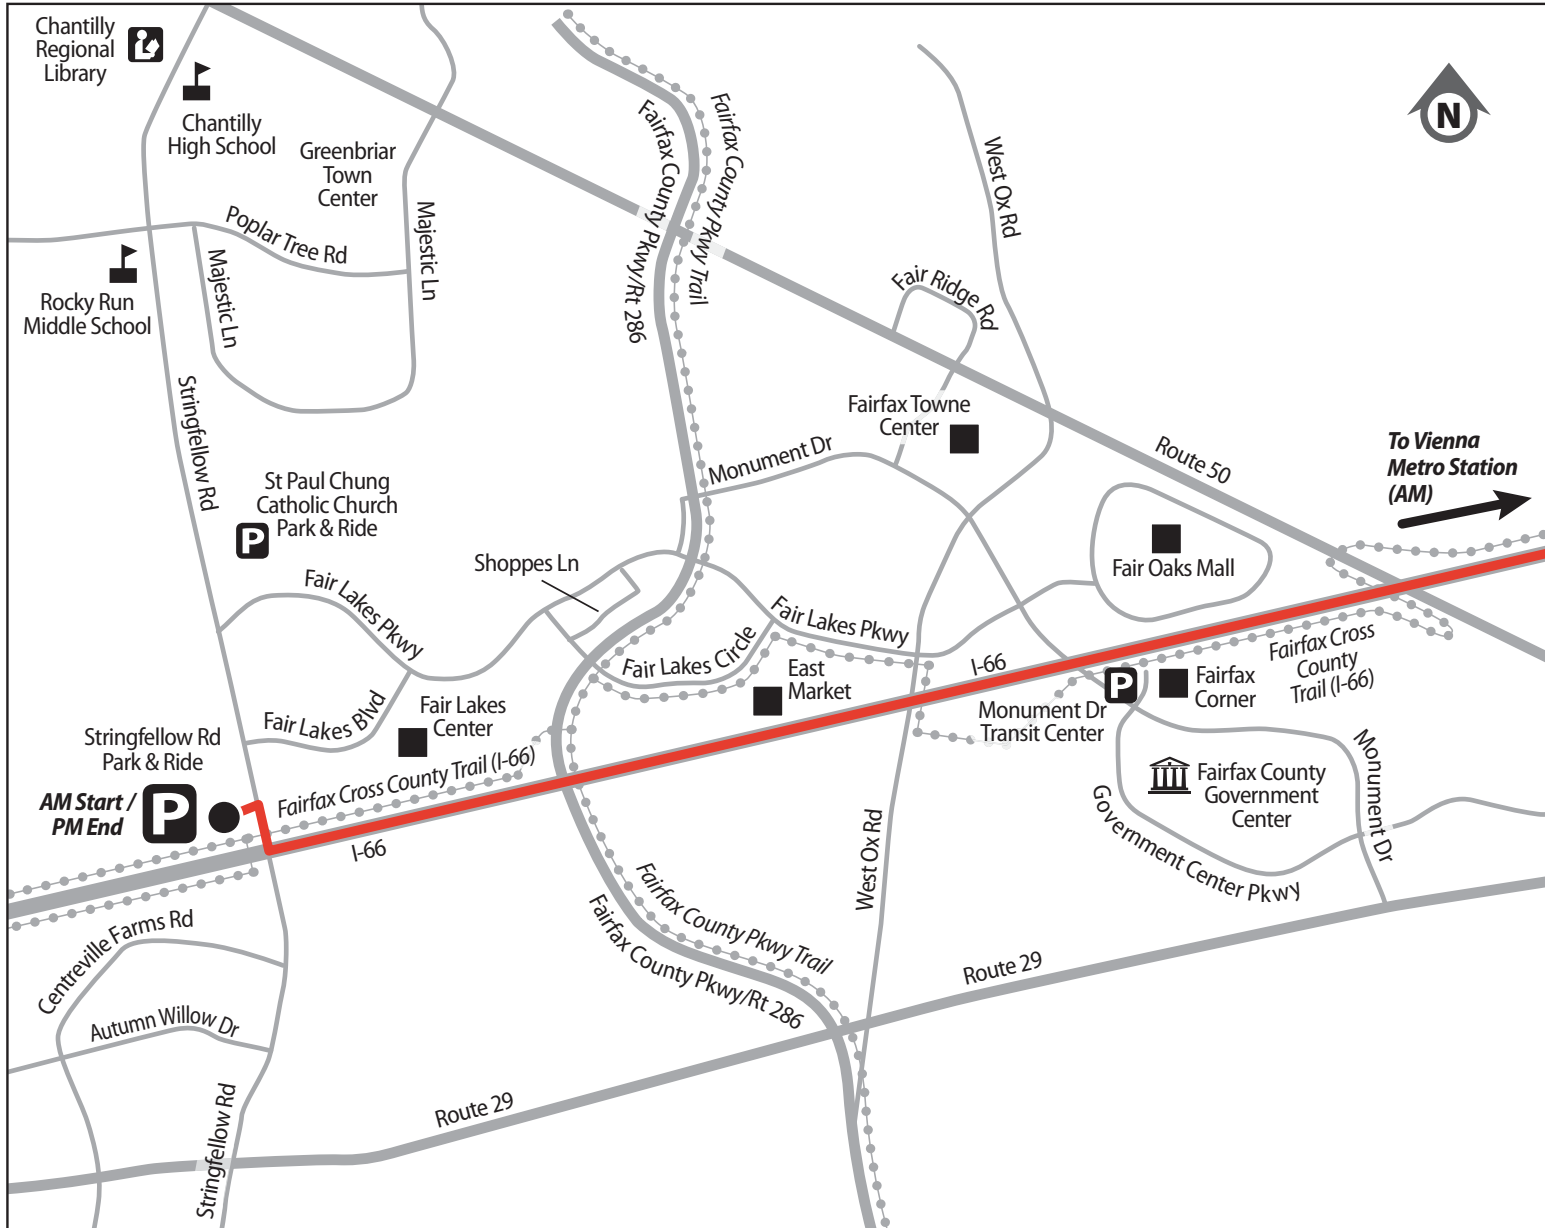 Chantilly
Regional
Library
Chantilly
High School
Greenbriar
Town
Center
Poplar Tree Rd
Majestic Ln
Majestic Ln
Rocky Run
Middle School
Stringfellow Rd
Fairfax County Pkwy/Rt 286
Fairfax County Pkwy Trail
West Ox Rd
N
Fair Ridge Rd
Fairfax Towne
Center
Monument Dr
Route 50
To Vienna
Metro Station
(AM)
St Paul Chung
Catholic Church
Park & Ride
P
Shoppes Ln
Fair Oaks Mall
Fair Lakes Pkwy
Fair Lakes Pkwy
Fair Lakes Circle
I-66
Fairfax Cross
County
Trail (I-66)
East
Market
P
Fairfax
Corner
Monument Dr
Transit Center
Fair Lakes Blvd
Fair Lakes
Center
Stringfellow Rd
Park & Ride
AM Start /
PM End
P
Fairfax Cross County Trail (I-66)
I-66
Fairfax County
Government
Center
Monument Dr
Government Center Pkwy
West Ox Rd
Fairfax County Pkwy Trail
Fairfax County Pkwy/Rt 286
Centreville Farms Rd
Autumn Willow Dr
Route 29
Route 29
Stringfellow Rd